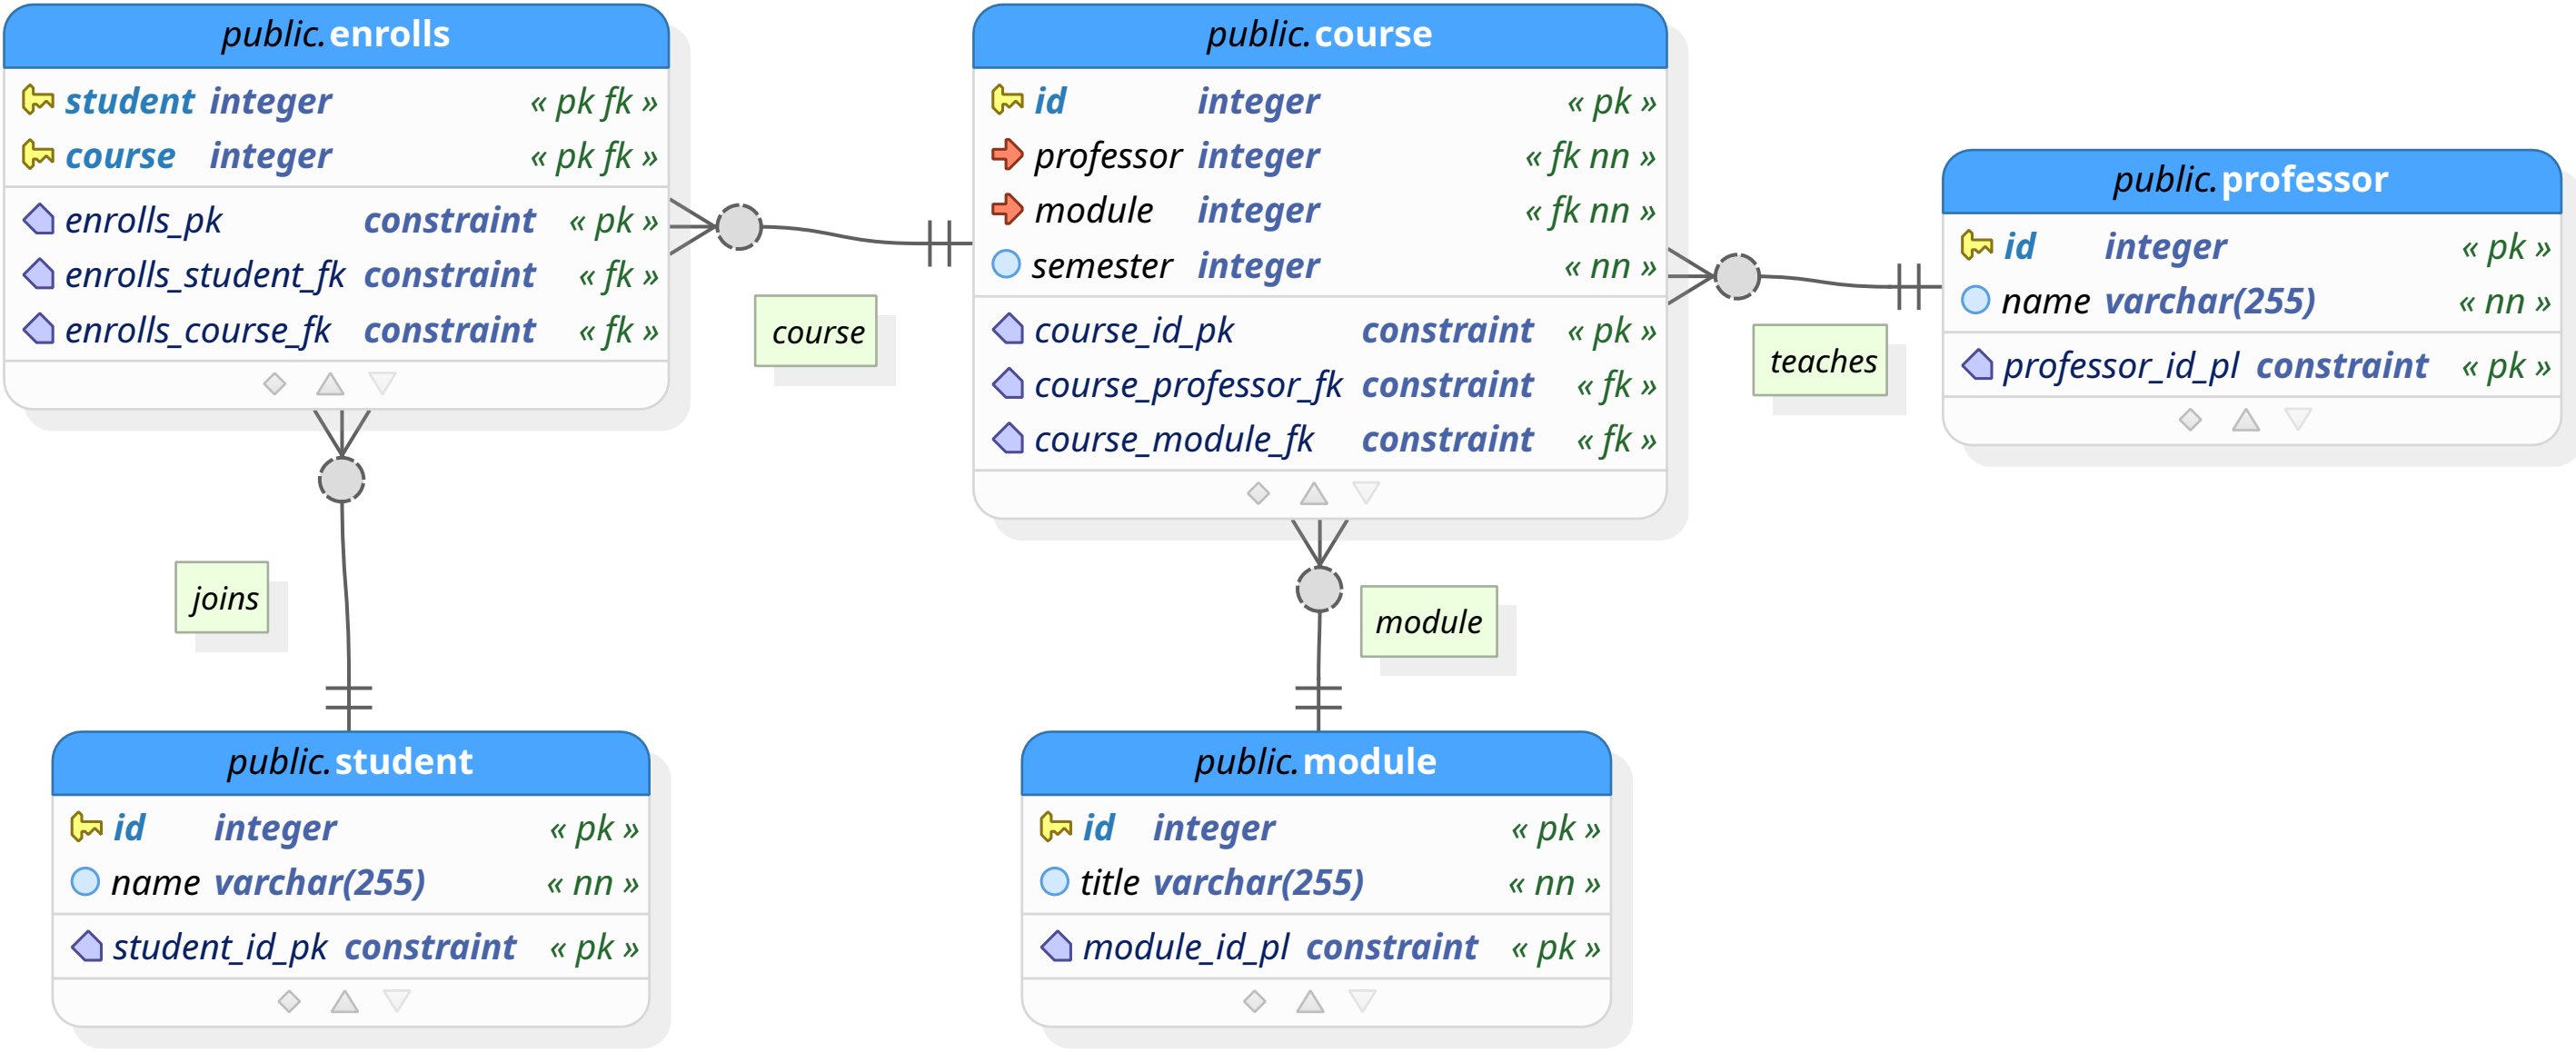 public.enrolls
student integer « pk fk »
course integer « pk fk »
enrolls_pk constraint « pk »
enrolls_student_fk constraint « fk »
enrolls_course_fk constraint « fk »
course
public.course
id integer « pk »
professor integer « fk nn »
module integer « fk nn »
semester integer « nn »
course_id_pk constraint « pk »
course_professor_fk constraint « fk »
course_module_fk constraint « fk »
teaches
public.professor
id integer « pk »
name varchar(255) « nn »
professor_id_pl constraint « pk »
joins
module
public.student
id integer « pk »
name varchar(255) « nn »
student_id_pk constraint « pk »
public.module
id integer « pk »
title varchar(255) « nn »
module_id_pl constraint « pk »